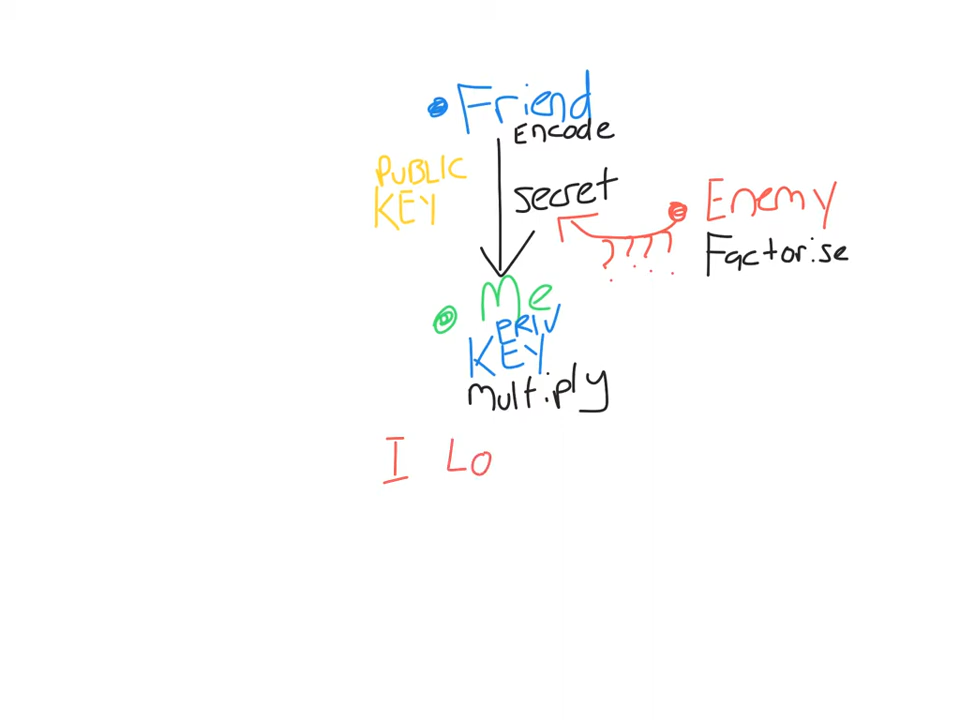 Friend
Encode
PUBLIC
KEY
secret
Enemy
????
Factorise
Me
PRIV
KEY
multiply
I Lo